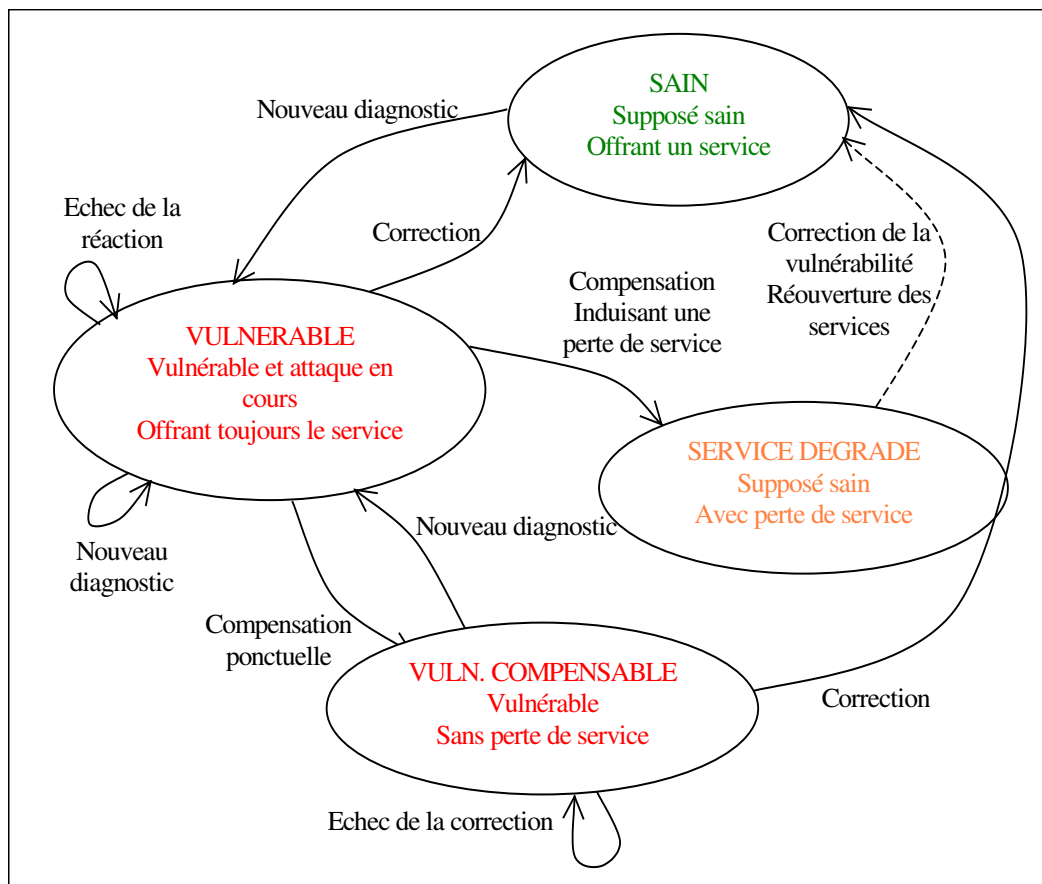 SAIN
Supposé sain
Offrant un service
Nouveau diagnostic
Echec de la
réaction
Correction
Correction de la
vulnérabilité
Réouverture des
services
Compensation
Induisant une
perte de service
VULNERABLE
Vulnérable et attaque en
cours
Offrant toujours le service
SERVICE DEGRADE
Supposé sain
Avec perte de service
Nouveau diagnostic
Nouveau
diagnostic
Compensation
ponctuelle
VULN. COMPENSABLE
Vulnérable
Sans perte de service
Correction
Echec de la correction